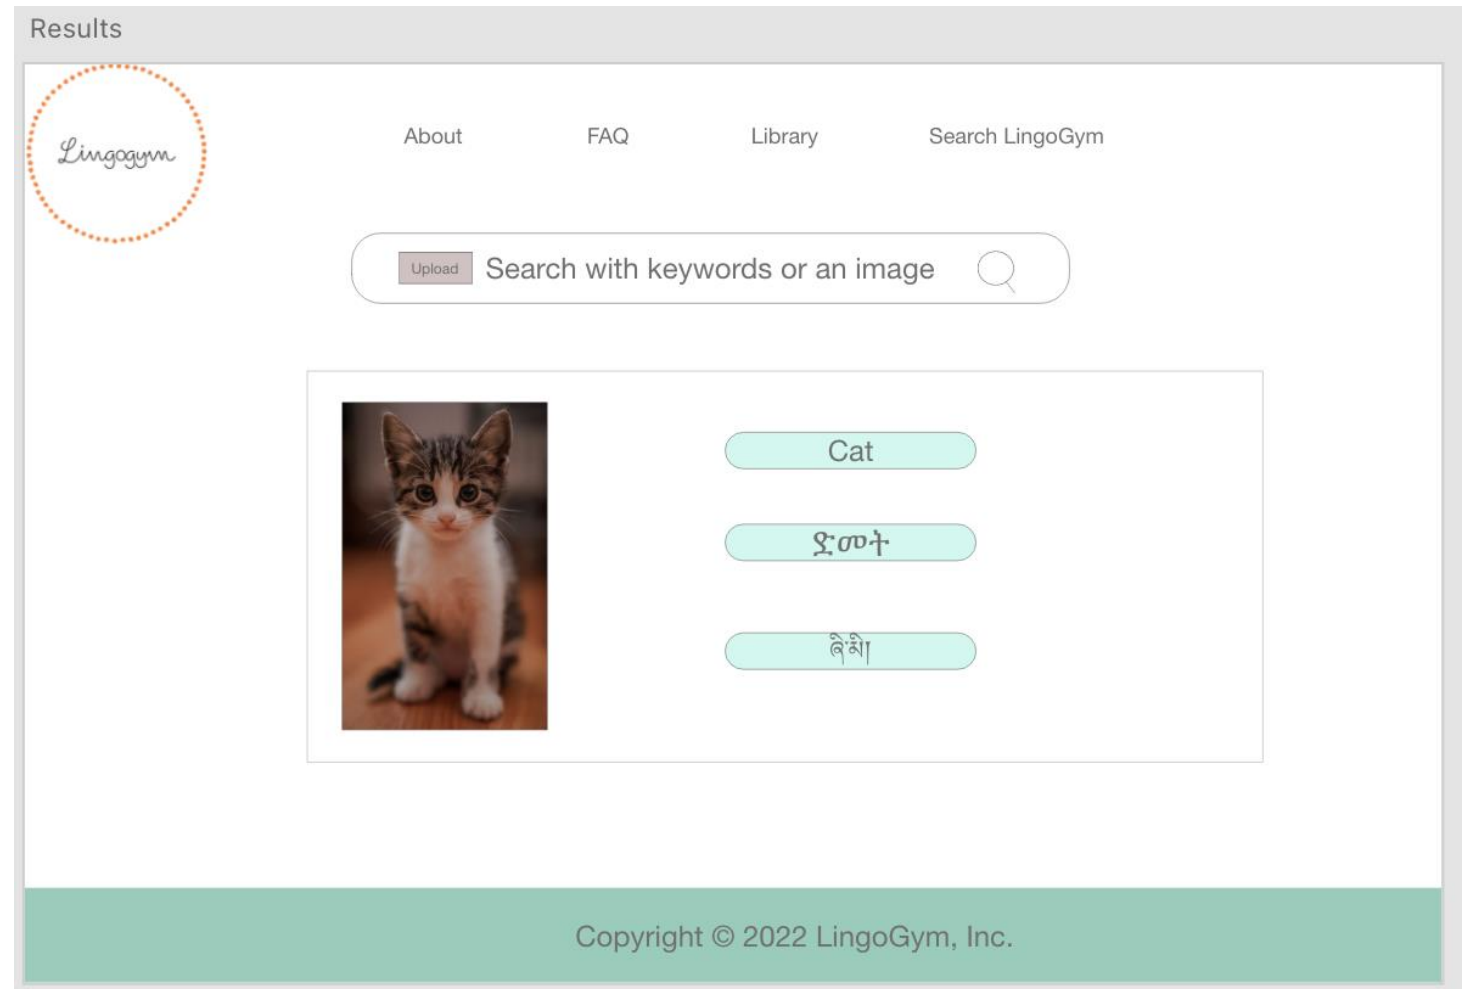 Results
Lingogym
About FAQ Library Search LingoGym
Upload Search with keywords or an image
Cat
ድመት
ཞི་མི།
Copyright © 2022 LingoGym, Inc.